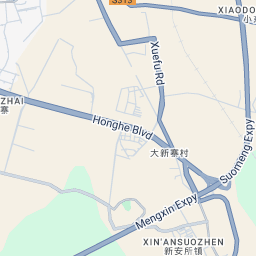 S313
XIAODO
小东
Xuefu Rd
ZHAI
寨
Honghe Blvd
大新寨村
Suomeng Expy
Mengxin Expy
XIN'ANSUOZHEN
新安所镇